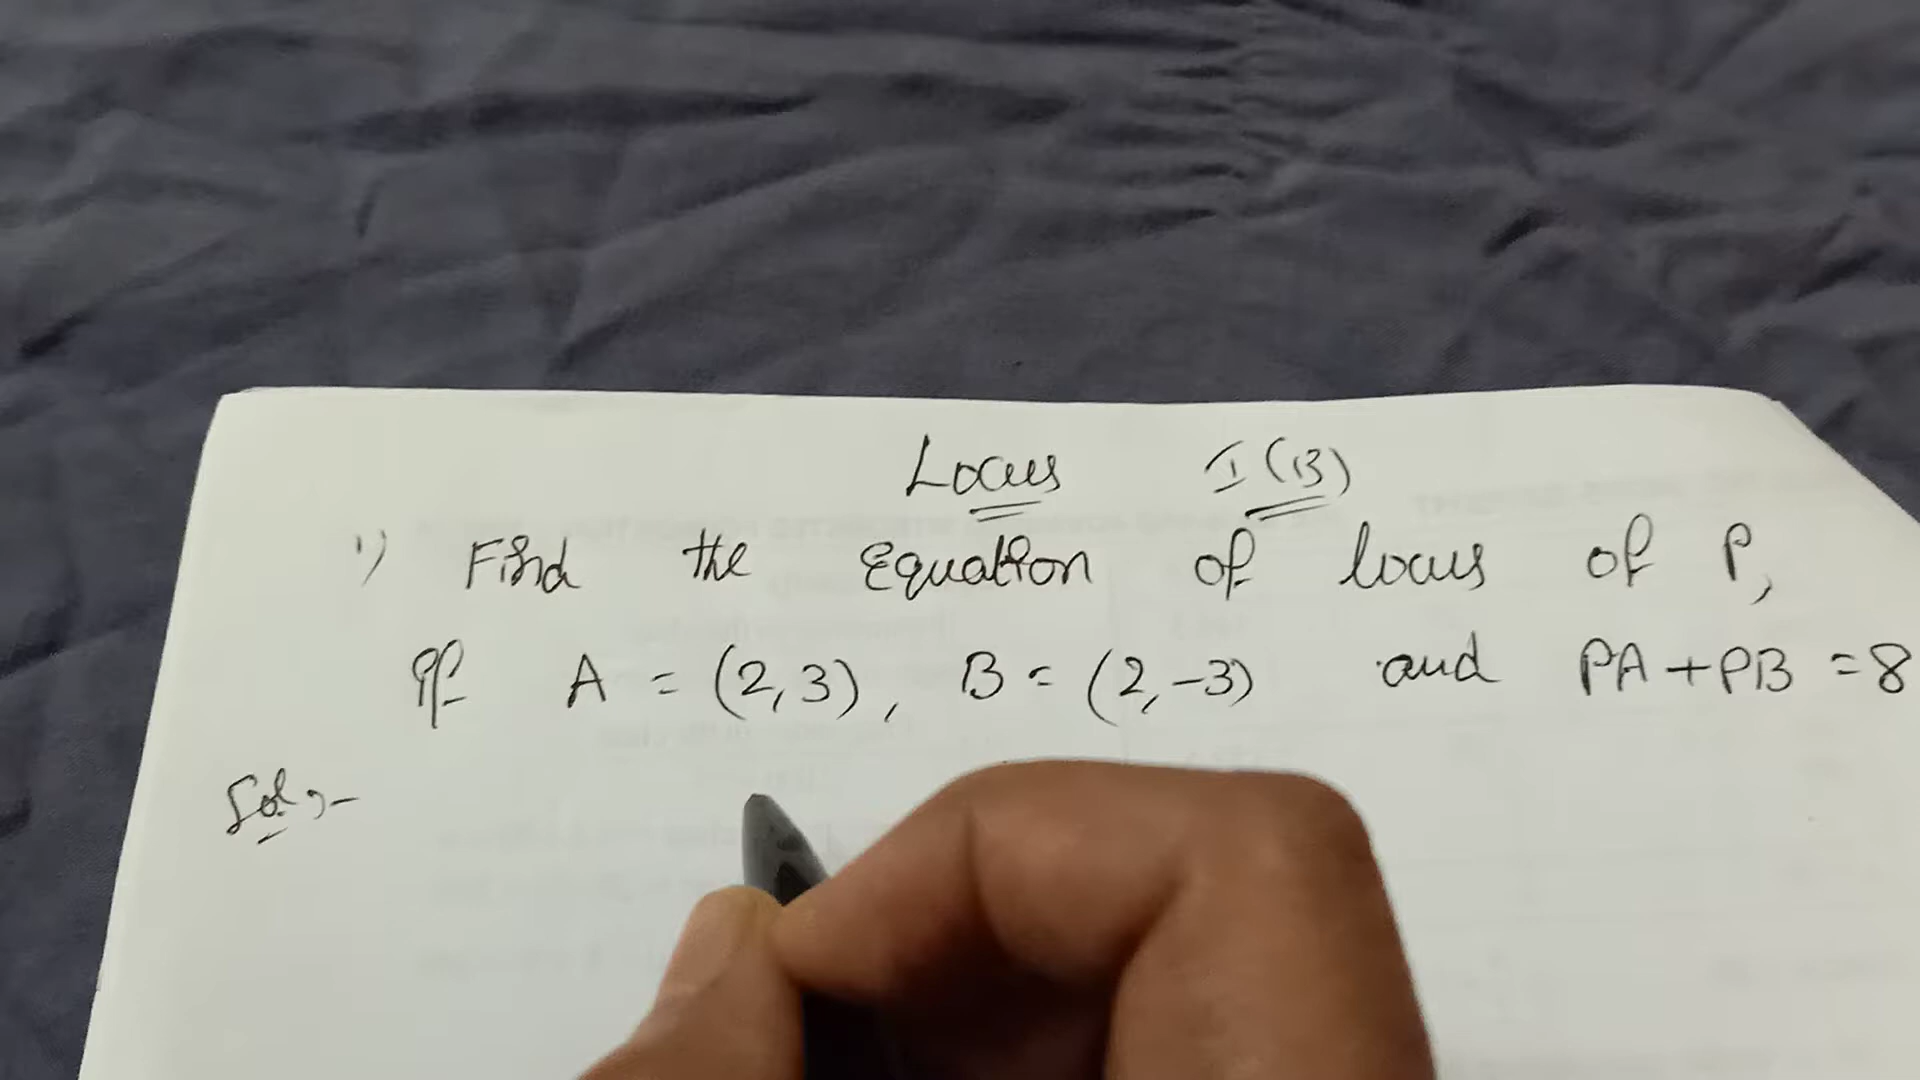 Locus I(B)
1) Find the Equation of locus of P,
if A = (2,3), B = (2,-3) and PA+PB = 8
Sol:-